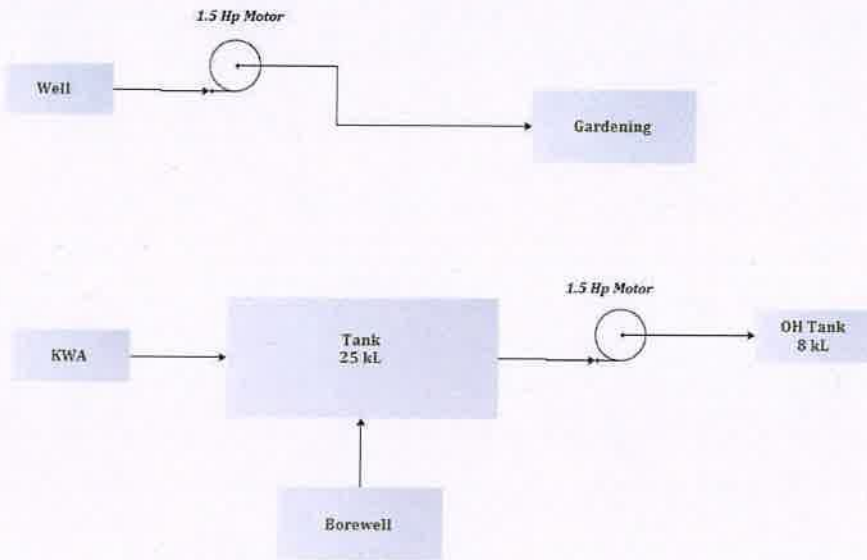 1.5 Hp Motor
Well
Gardening
1.5 Hp Motor
KWA
Tank
25 kL
OH Tank
8 kL
Borewell